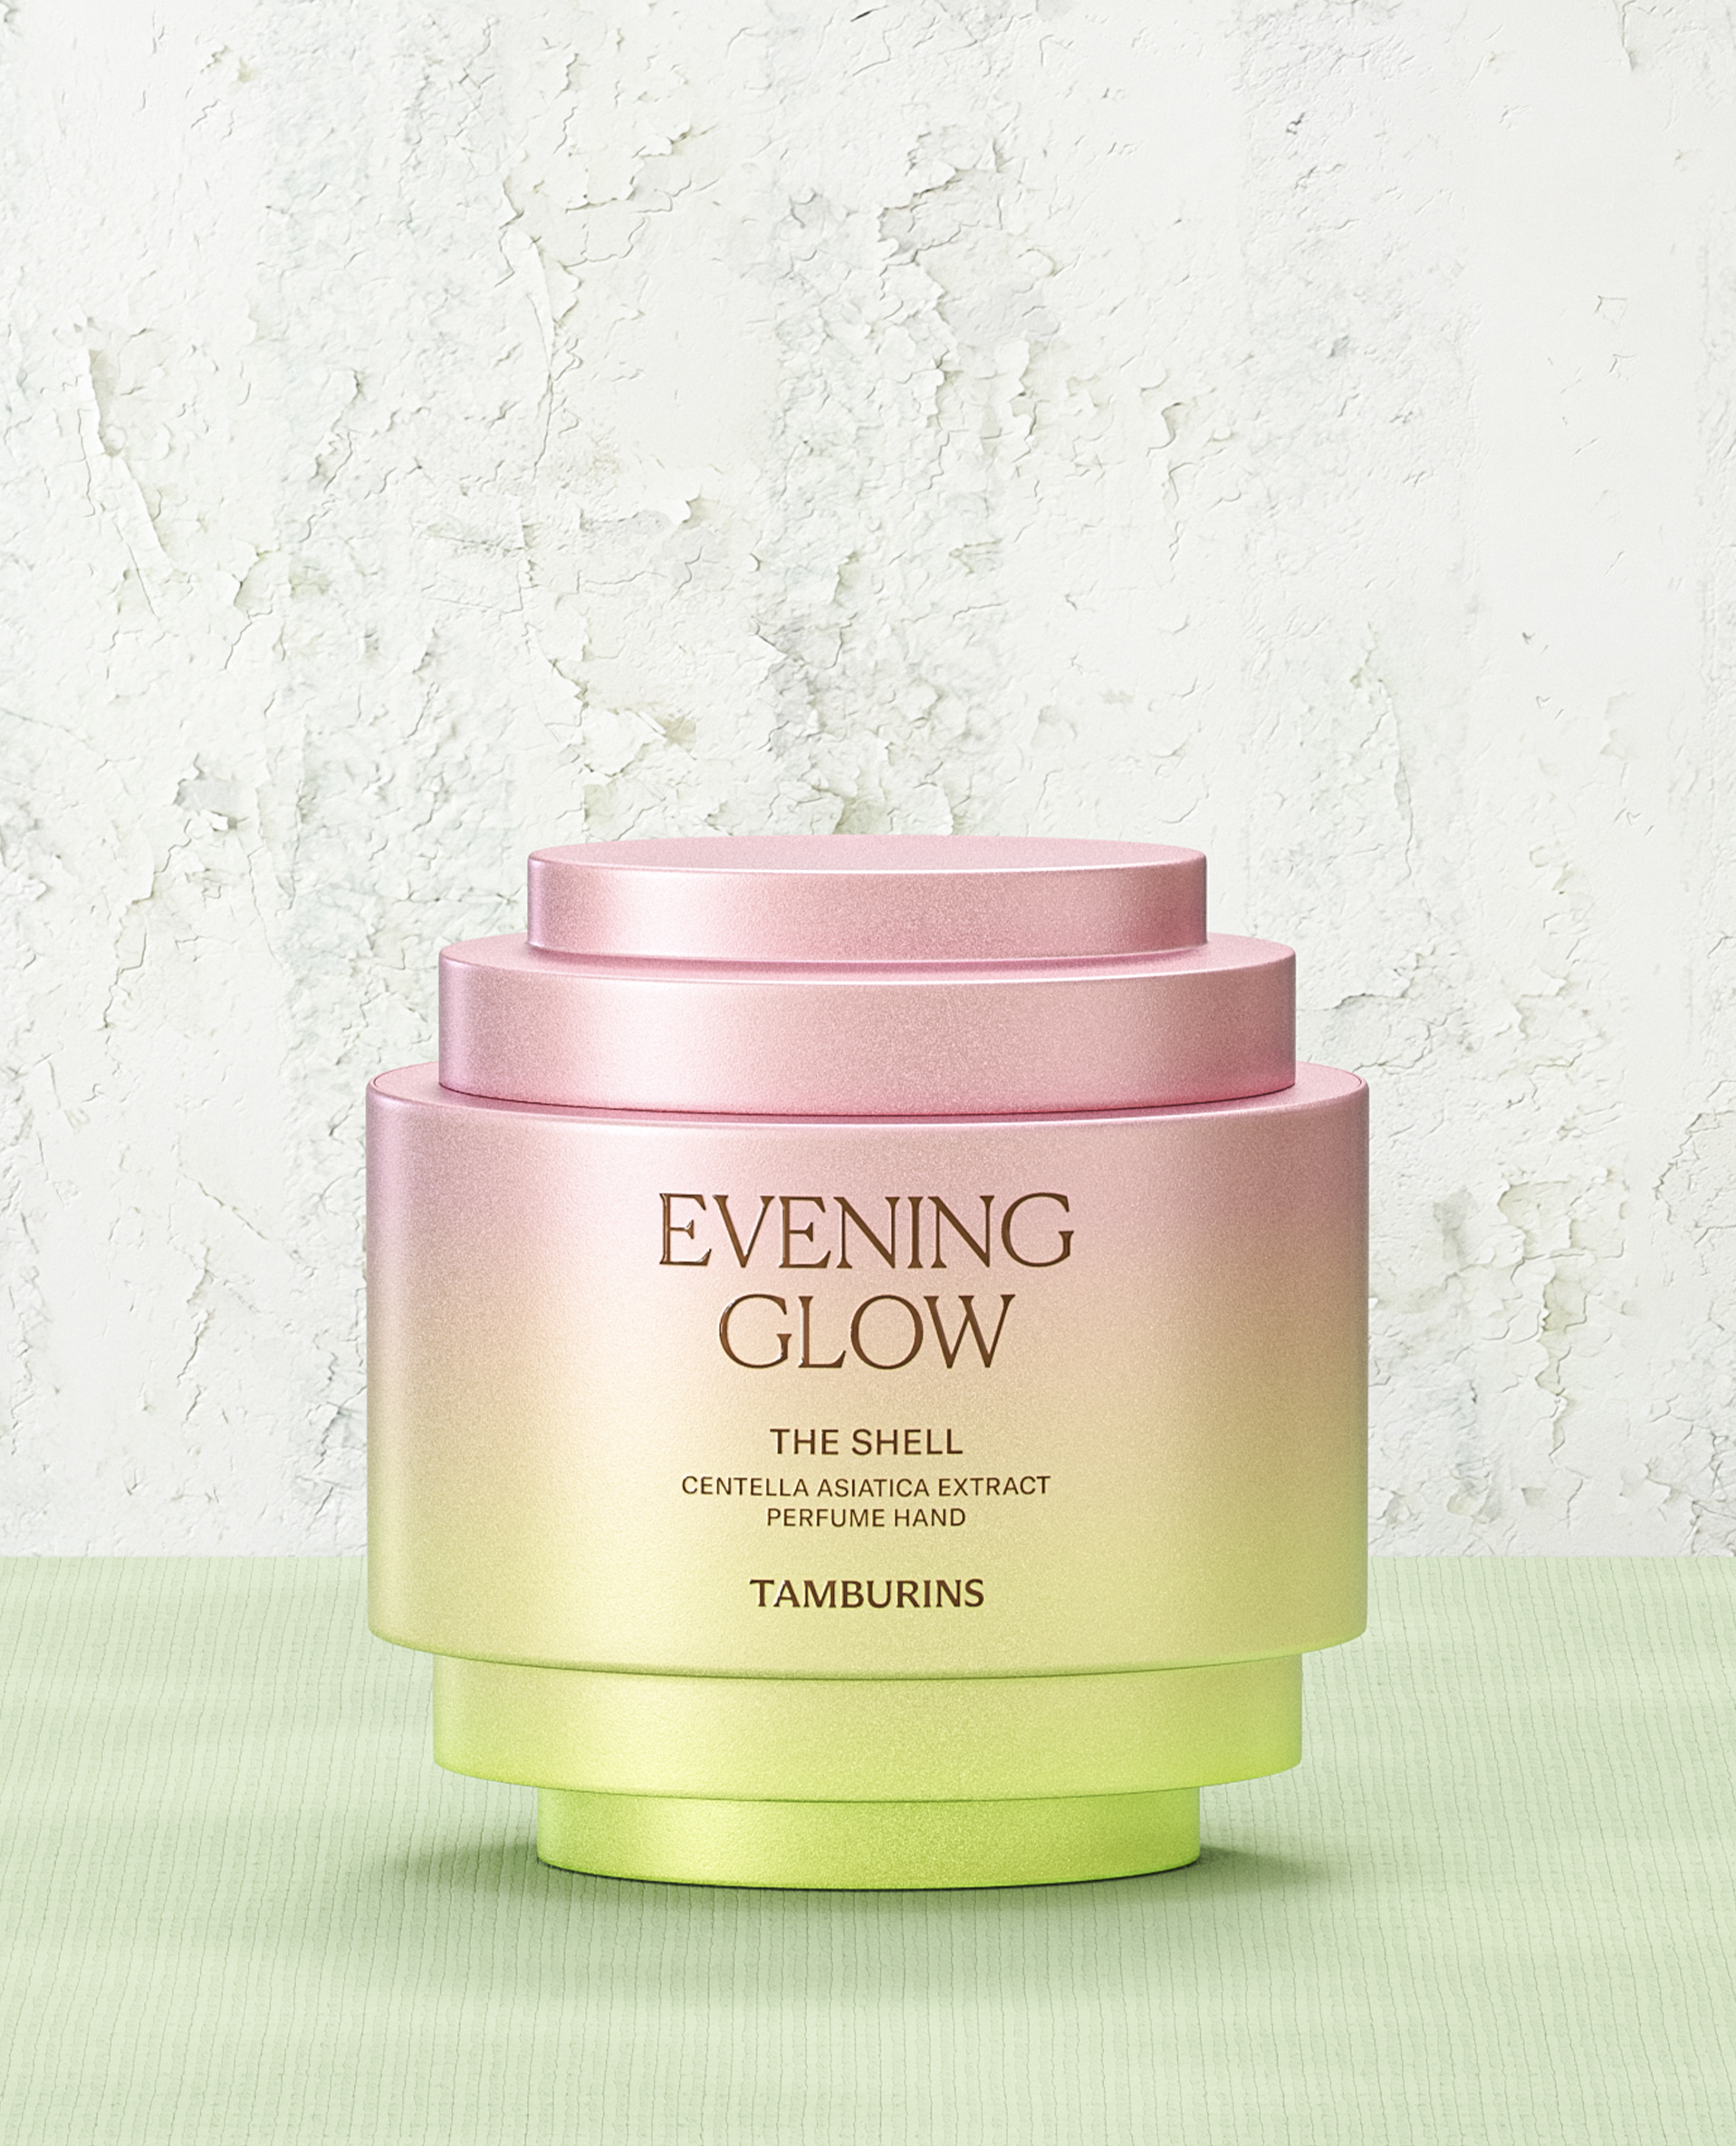 EVENING
GLOW
THE SHELL
CENTELLA ASIATICA EXTRACT
PERFUME HAND
TAMBURINS